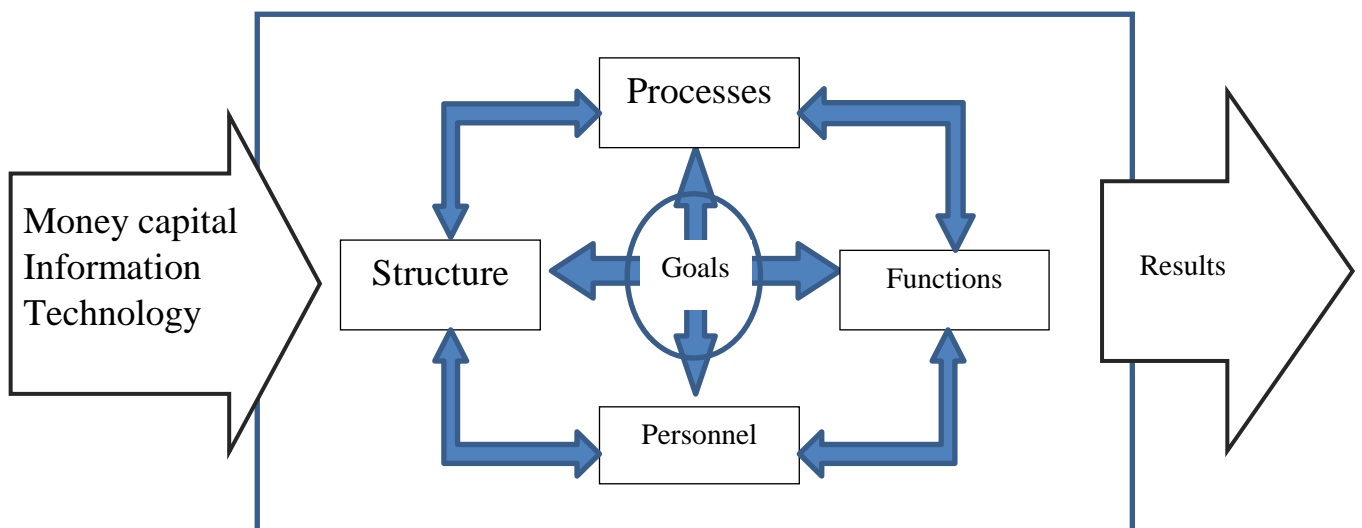 Processes
Money capital
Information
Technology
Structure
Goals
Functions
Results
Personnel